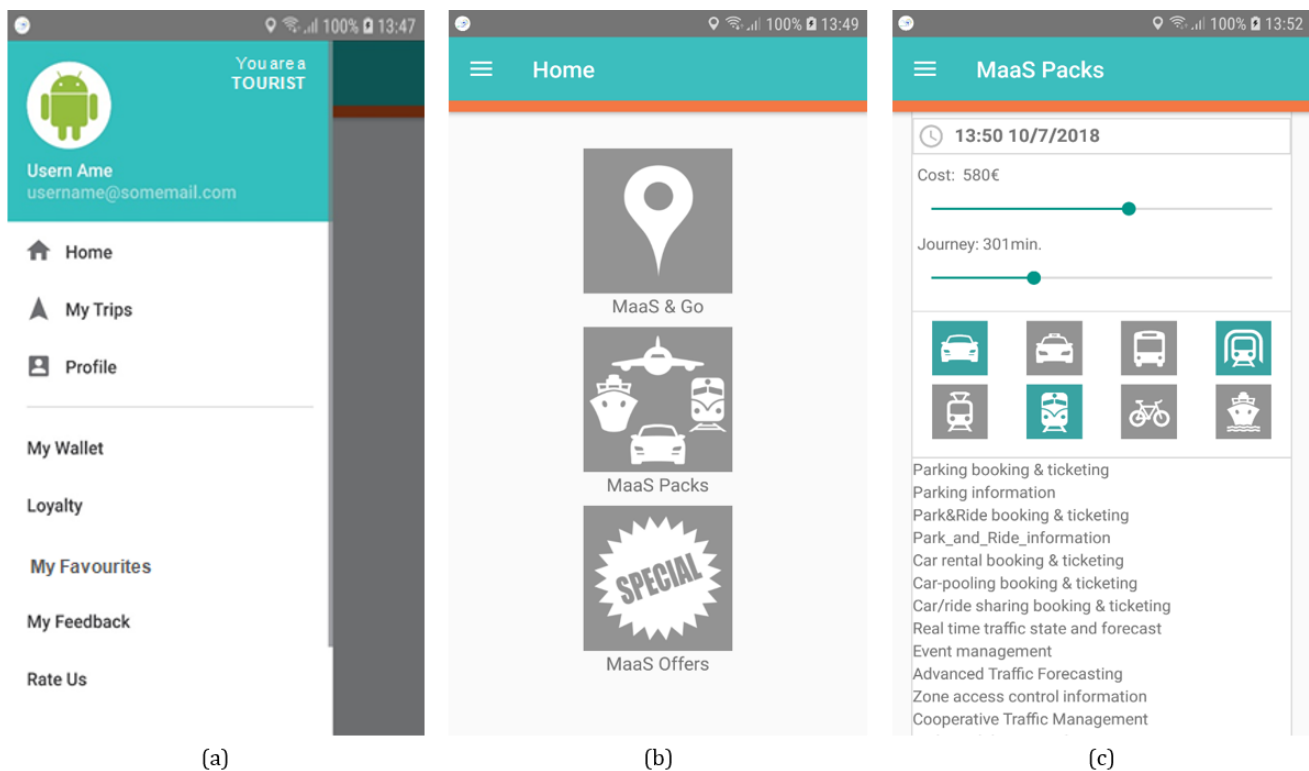 100% 13:47
You are a
TOURIST
Usern Ame
username@somemail.com
Home
My Trips
Profile
My Wallet
Loyalty
My Favourites
My Feedback
Rate Us
(a)
100% 13:49
Home
MaaS & Go
MaaS Packs
SPECIAL
MaaS Offers
(b)
100% 13:52
MaaS Packs
13:50 10/7/2018
Cost: 580€
Journey: 301min.
Parking booking & ticketing
Parking information
Park&Ride booking & ticketing
Park_and_Ride_information
Car rental booking & ticketing
Car-pooling booking & ticketing
Car/ride sharing booking & ticketing
Real time traffic state and forecast
Event management
Advanced Traffic Forecasting
Zone access control information
Cooperative Traffic Management
(c)